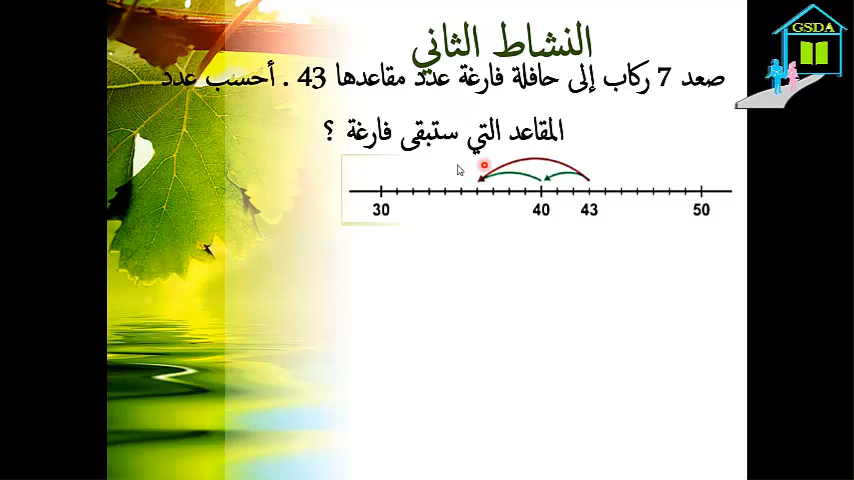 GSDA
النشاط الثاني
صعد 7 ركاب إلى حافلة فارغة عدد مقاعدها 43 . أحسب عدد
المقاعد التي ستبقى فارغة ؟
30 40 43 50